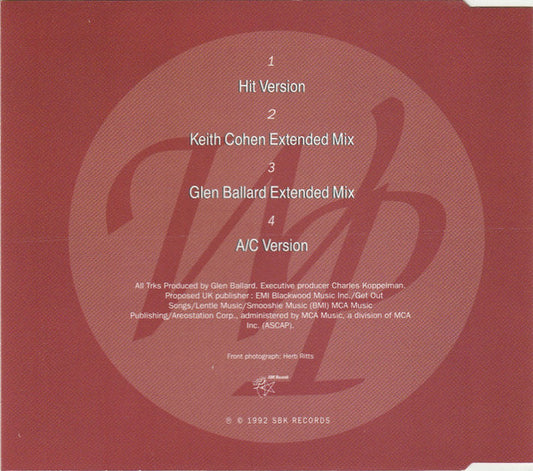 1
Hit Version
2
Keith Cohen Extended Mix
3
Glen Ballard Extended Mix
4
A/C Version
All Trks Produced by Glen Ballard. Executive producer Charles Koppelman.
Proposed UK publisher : EMI Blackwood Music Inc./Get Out
Songs/Lentle Music/Smooshie Music (BMI) MCA Music
Publishing/Areostation Corp., administered by MCA Music, a division of MCA
Inc. (ASCAP).
Front photograph: Herb Ritts
SBK Records
℗ © 1992 SBK RECORDS